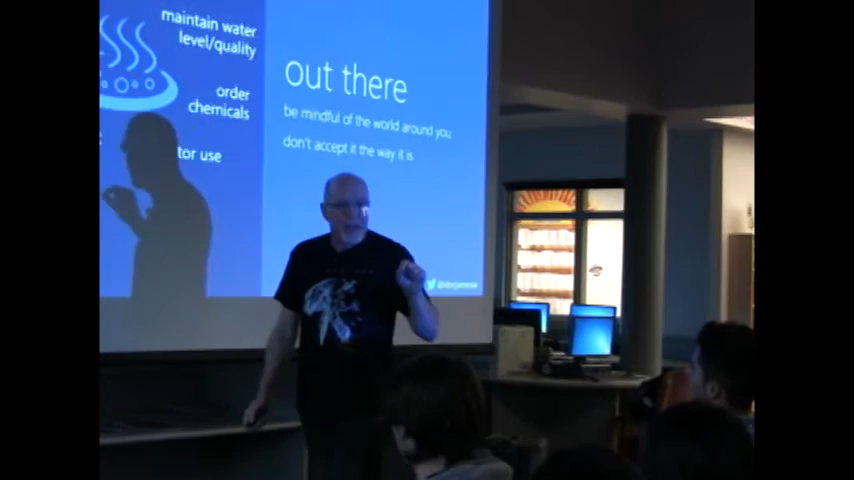 maintain water
level/quality
order
chemicals
tor use
out there
be mindful of the world around you
don't accept it the way it is